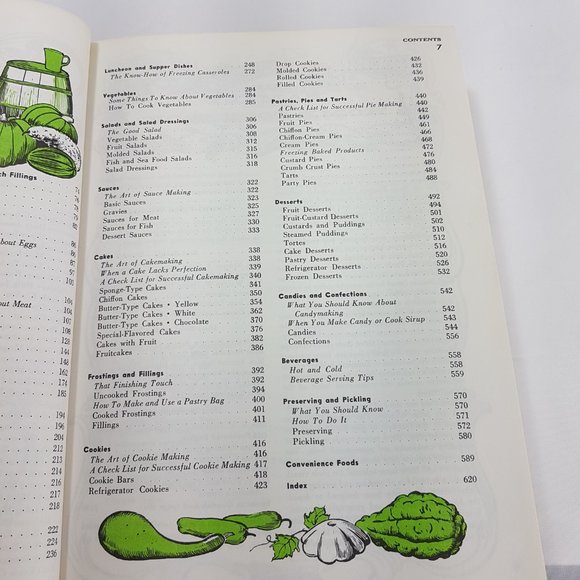 CONTENTS
7
Luncheon and Supper Dishes 248
The Know-How of Freezing Casseroles 272
Vegetables 284
Some Things To Know About Vegetables 284
How To Cook Vegetables 285
Salads and Salad Dressings 306
The Good Salad 306
Vegetable Salads 308
Fruit Salads 312
Molded Salads 315
Fish and Sea Food Salads 316
Salad Dressings 318
Sauces 322
The Art of Sauce Making 322
Basic Sauces 323
Gravies 325
Sauces for Meat 327
Sauces for Fish 330
Dessert Sauces 333
Cakes 338
The Art of Cakemaking 338
When a Cake Lacks Perfection 339
A Check List for Successful Cakemaking 340
Sponge-Type Cakes
Chiffon Cakes 350
Butter-Type Cakes • Yellow 354
Butter-Type Cakes • White 362
Butter-Type Cakes • Chocolate 370
Special-Flavored Cakes 376
Cakes with Fruit 382
Fruitcakes 386
Frostings and Fillings 392
That Finishing Touch 392
Uncooked Frostings 394
How To Make and Use a Pastry Bag 400
Cooked Frostings 401
Fillings 411
Cookies 416
The Art of Cookie Making 416
A Check List for Successful Cookie Making 417
Cookie Bars 418
Refrigerator Cookies 423
Drop Cookies 426
Molded Cookies 432
Rolled Cookies 436
Filled Cookies 439
Pastries, Pies and Tarts 440
A Check List for Successful Pie Making 440
Pastries 442
Fruit Pies 446
Chiffon Pies 461
Chiffon-Cream Pies 466
Cream Pies 468
Freezing Baked Products 472
Custard Pies 476
Crumb Crust Pies 480
Tarts 484
Party Pies 488
Desserts 492
Fruit Desserts 494
Fruit-Custard Desserts 501
Custards and Puddings 502
Steamed Puddings 510
Tortes 512
Cake Desserts 516
Pastry Desserts 520
Refrigerator Desserts 526
Frozen Desserts 532
Candies and Confections 542
What You Should Know About
Candymaking 542
When You Make Candy or Cook Sirup 543
Candies 544
Confections 556
Beverages 558
Hot and Cold 558
Beverage Serving Tips 559
Preserving and Pickling 570
What You Should Know 570
How To Do It 571
Preserving 572
Pickling 580
Convenience Foods 589
Index 620